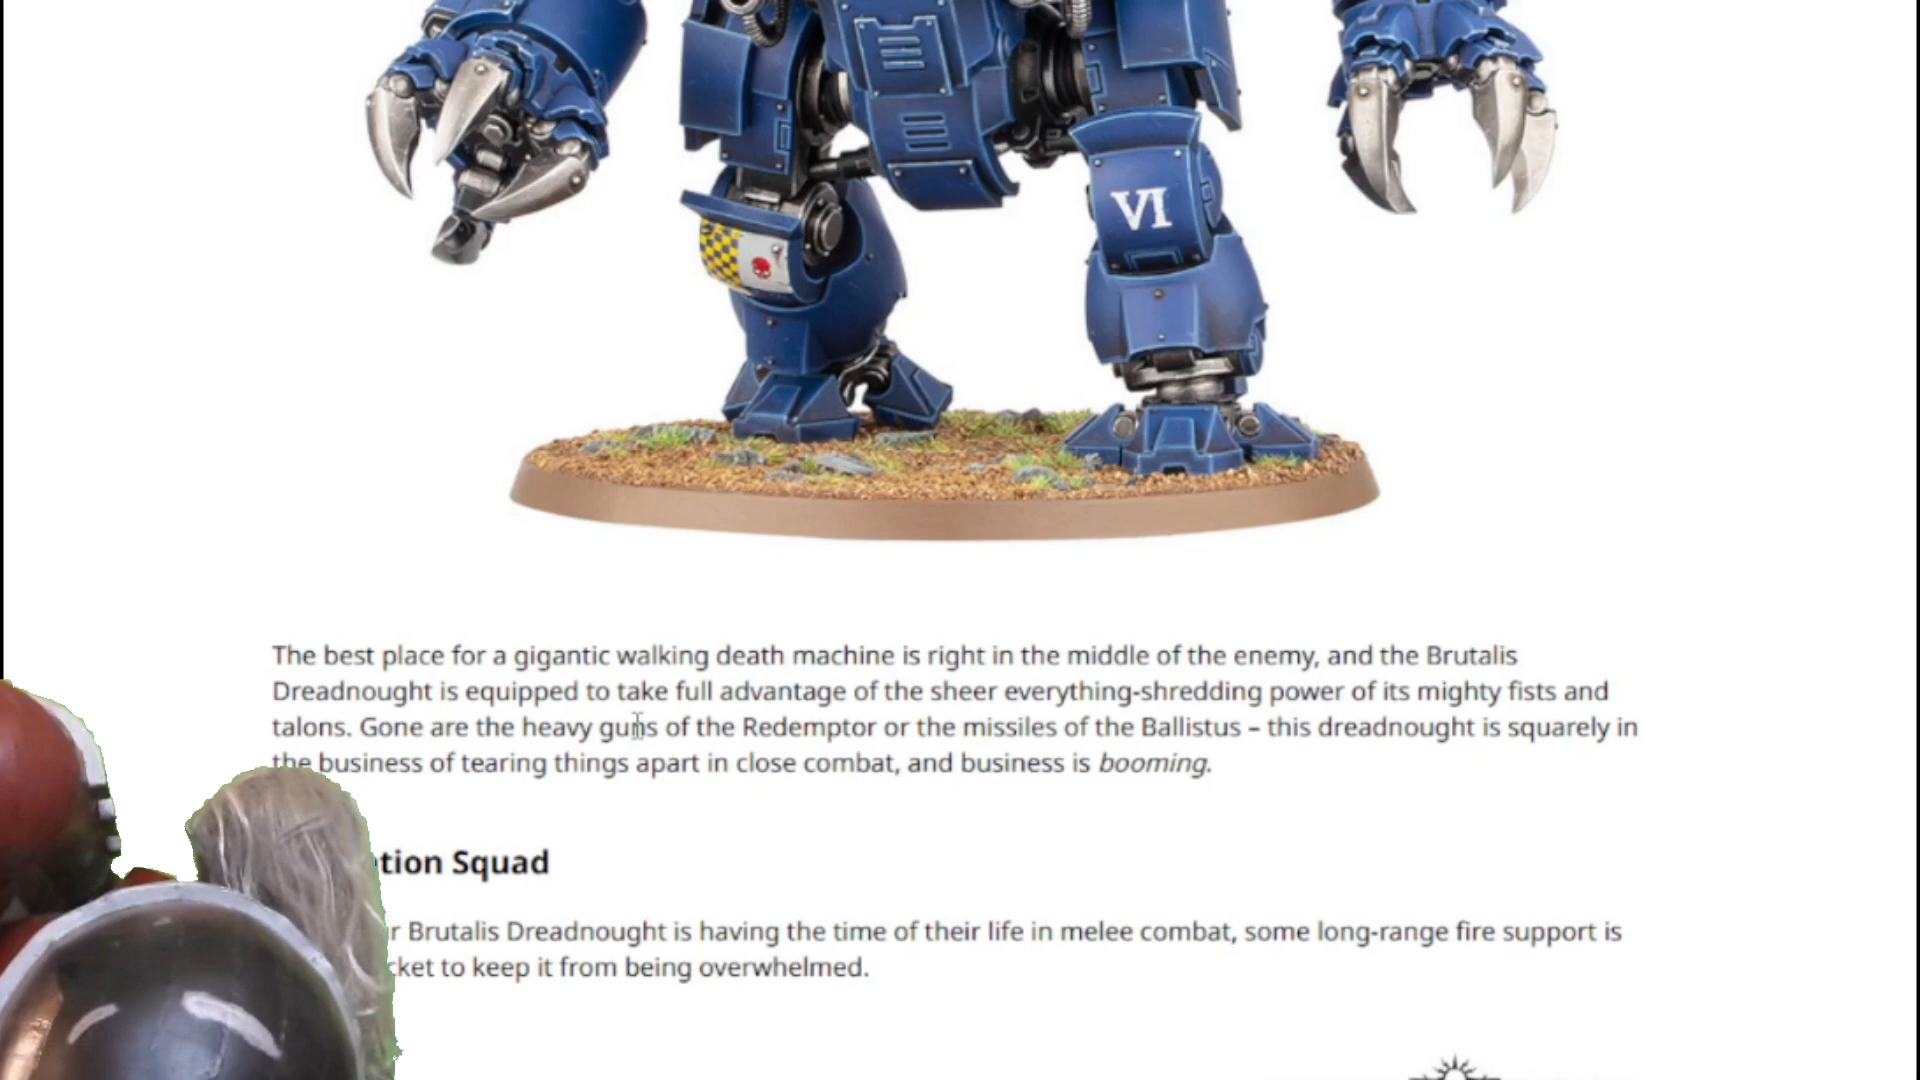 VI
The best place for a gigantic walking death machine is right in the middle of the enemy, and the Brutalis
Dreadnought is equipped to take full advantage of the sheer everything-shredding power of its mighty fists and
talons. Gone are the heavy guns of the Redemptor or the missiles of the Ballistus – this dreadnought is squarely in
the business of tearing things apart in close combat, and business is booming.
Squad
Brutalis Dreadnought is having the time of their life in melee combat, some long-range fire support is
to keep it from being overwhelmed.